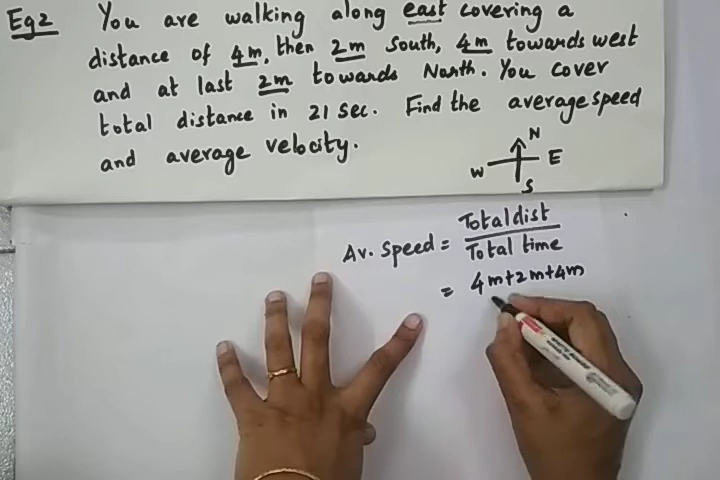 Eg2 You are walking along east covering a
distance of 4m, then 2m South, 4m towards west
and at last 2m towards North. You cover
total distance in 21 sec. Find the average speed
and average velocity.
N
W E
S
Av. Speed = Total dist
Total time
= 4m+2m+4m